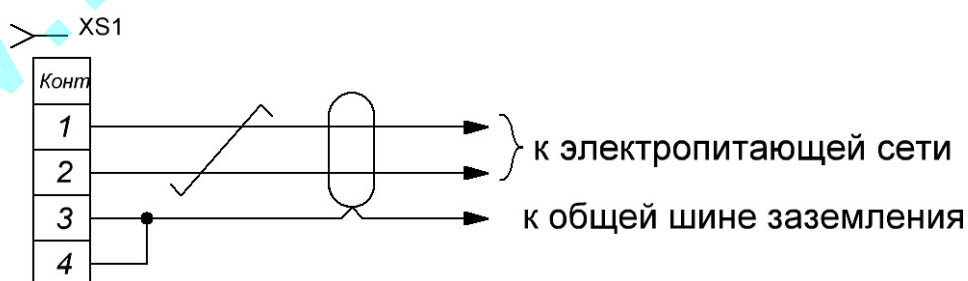 XS1
Конт
1
2
к электропитающей сети
3
к общей шине заземления
4